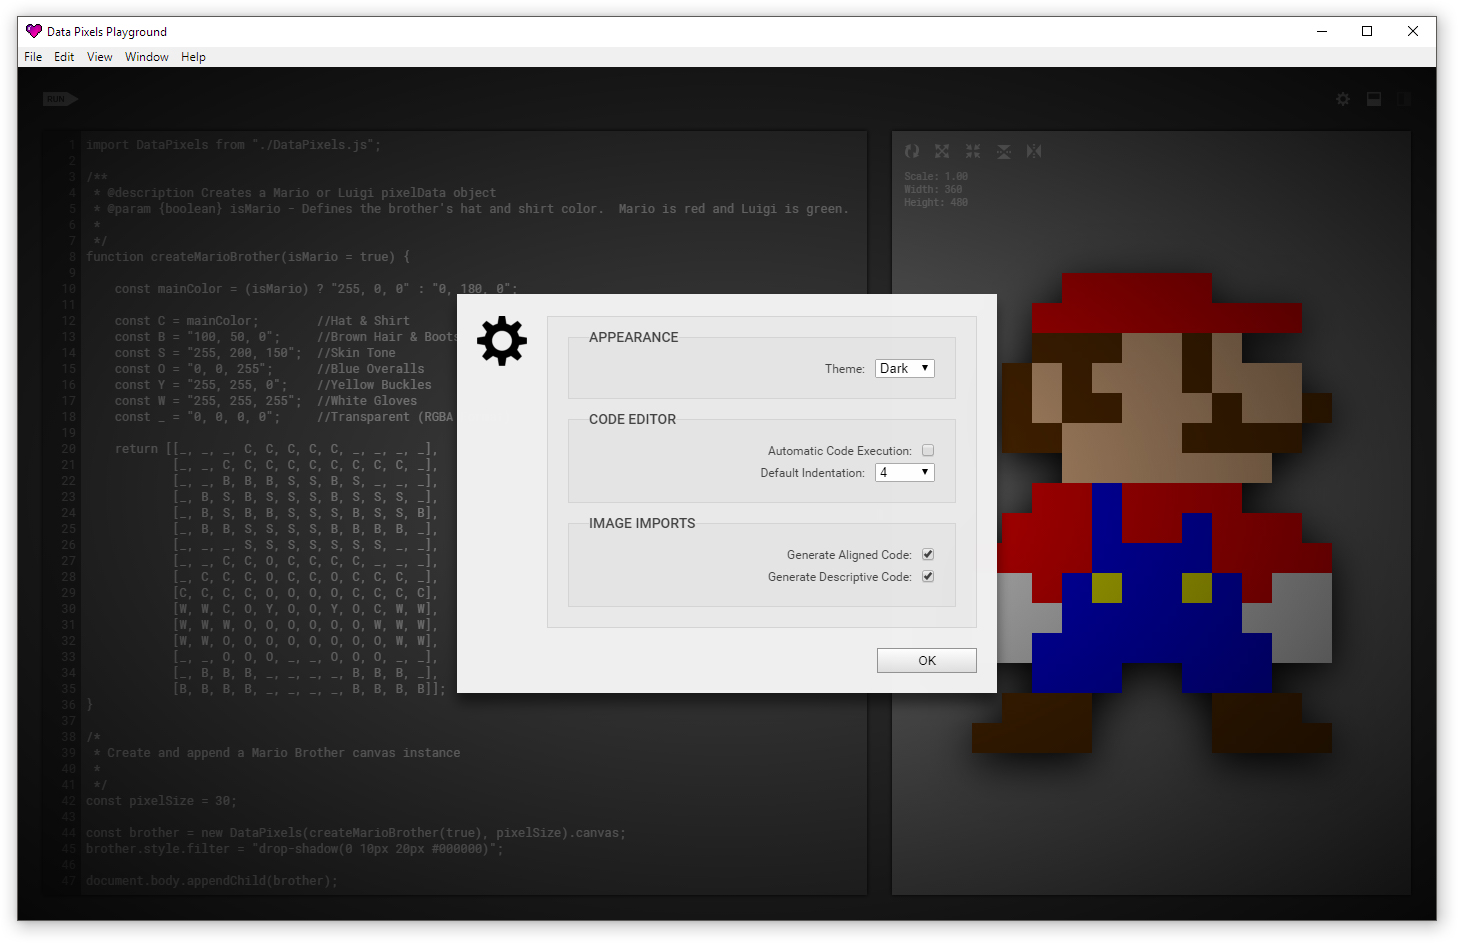 Data Pixels Playground
File Edit View Window Help
RUN
1 import DataPixels from "./DataPixels.js";
2
3 /**
4  * @description Creates a Mario or Luigi pixelData object
5  * @param {boolean} isMario - Defines the brother's hat and shirt color.  Mario is red and Luigi is green.
6  *
7  */
8 function createMarioBrother(isMario = true) {
9
10     const mainColor = (isMario) ? "255, 0, 0" : "0, 180, 0";
11
12     const C = mainColor;        //Hat & Shirt
13     const B = "100, 50, 0";     //Brown Hair & Boots
14     const S = "255, 200, 150";  //Skin Tone
15     const O = "0, 0, 255";      //Blue Overalls
16     const Y = "255, 255, 0";    //Yellow Buckles
17     const W = "255, 255, 255";  //White Gloves
18     const _ = "0, 0, 0, 0";     //Transparent (RGBA
19
20     return [[_, _, _, C, C, C, C, C, _, _, _, _],
21             [_, _, C, C, C, C, C, C, C, C, C, _],
22             [_, _, B, B, B, S, S, B, S, _, _, _],
23             [_, B, S, B, S, S, S, B, S, S, S, _],
24             [_, B, S, B, B, S, S, S, B, S, S, B],
25             [_, B, B, S, S, S, S, B, B, B, B, _],
26             [_, _, _, S, S, S, S, S, S, S, _, _],
27             [_, _, C, C, O, C, C, C, C, _, _, _],
28             [_, C, C, C, O, C, C, O, C, C, C, _],
29             [C, C, C, C, O, O, O, O, C, C, C, C],
30             [W, W, C, O, Y, O, O, Y, O, C, W, W],
31             [W, W, W, O, O, O, O, O, O, W, W, W],
32             [W, W, O, O, O, O, O, O, O, O, W, W],
33             [_, _, O, O, O, _, _, O, O, O, _, _],
34             [_, B, B, B, _, _, _, _, B, B, B, _],
35             [B, B, B, B, _, _, _, _, B, B, B, B]];
36 }
37
38 /*
39  * Create and append a Mario Brother canvas instance
40  *
41  */
42 const pixelSize = 30;
43
44 const brother = new DataPixels(createMarioBrother(true), pixelSize).canvas;
45 brother.style.filter = "drop-shadow(0 10px 20px #000000)";
46
47 document.body.appendChild(brother);
Scale: 1.00
Width: 360
Height: 480
APPEARANCE
Theme: Dark
CODE EDITOR
Automatic Code Execution:
Default Indentation: 4
IMAGE IMPORTS
Generate Aligned Code:
Generate Descriptive Code:
OK